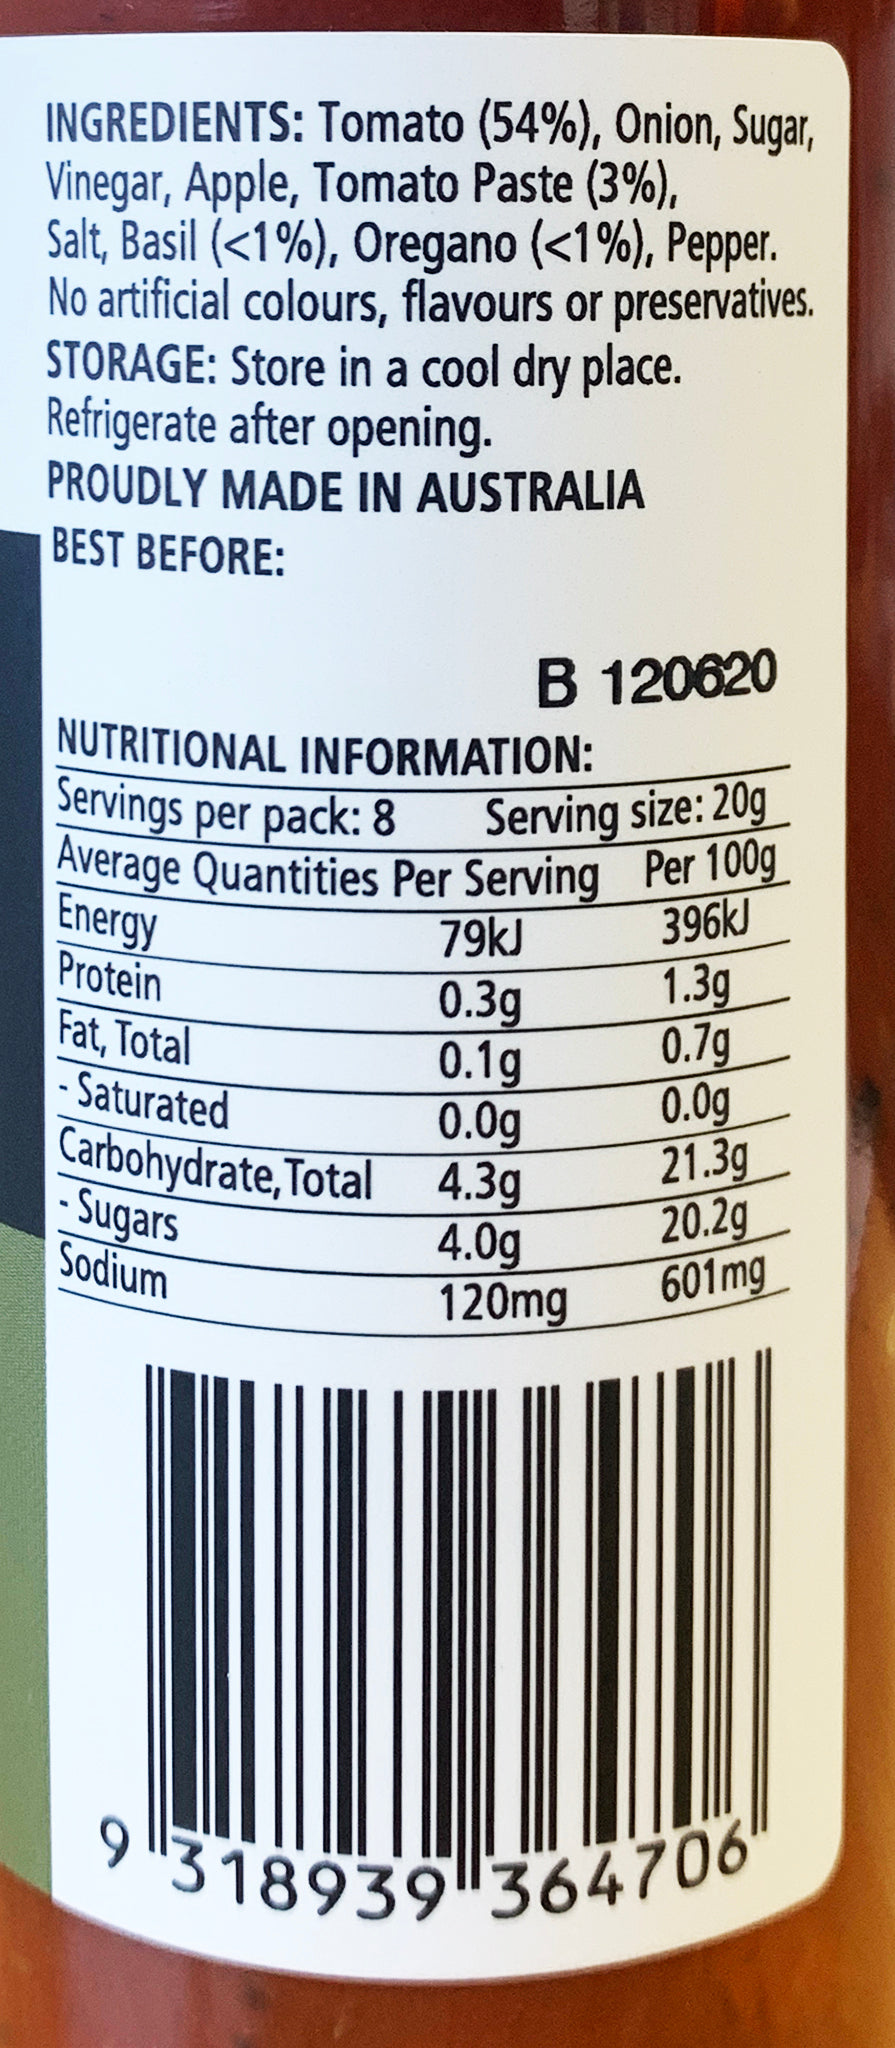 INGREDIENTS: Tomato (54%), Onion, Sugar,
Vinegar, Apple, Tomato Paste (3%),
Salt, Basil (<1%), Oregano (<1%), Pepper.
No artificial colours, flavours or preservatives.
STORAGE: Store in a cool dry place.
Refrigerate after opening.
PROUDLY MADE IN AUSTRALIA
BEST BEFORE:
B 120620
NUTRITIONAL INFORMATION:
Servings per pack: 8 Serving size: 20g
Average Quantities Per Serving Per 100g
Energy 79kJ 396kJ
Protein 0.3g 1.3g
Fat, Total 0.1g 0.7g
- Saturated 0.0g 0.0g
Carbohydrate, Total 4.3g 21.3g
- Sugars 4.0g 20.2g
Sodium 120mg 601mg
9 318939 364706